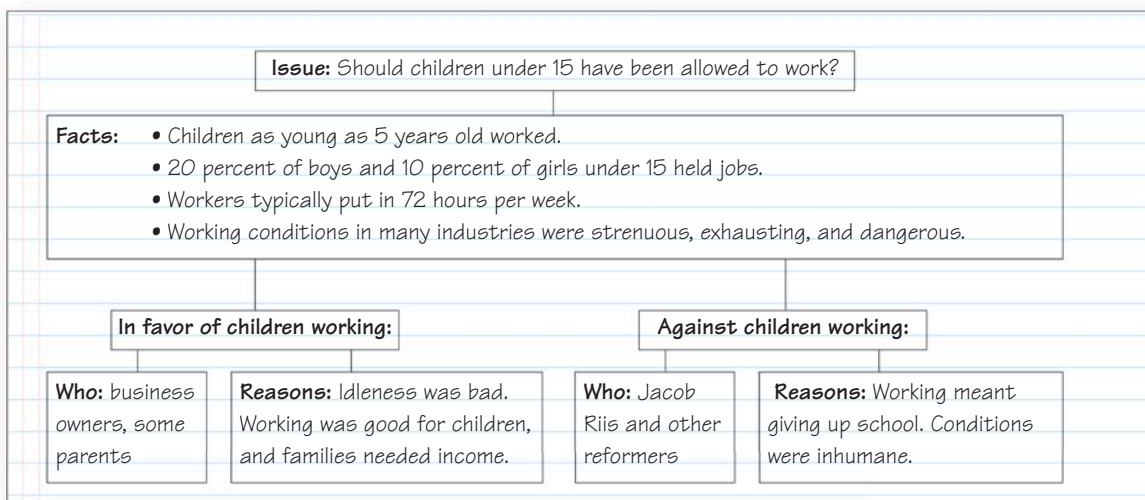 Issue: Should children under 15 have been allowed to work?
Facts:
• Children as young as 5 years old worked.
• 20 percent of boys and 10 percent of girls under 15 held jobs.
• Workers typically put in 72 hours per week.
• Working conditions in many industries were strenuous, exhausting, and dangerous.
In favor of children working:
Who: business
owners, some
parents
Reasons: Idleness was bad.
Working was good for children,
and families needed income.
Against children working:
Who: Jacob
Riis and other
reformers
Reasons: Working meant
giving up school. Conditions
were inhumane.